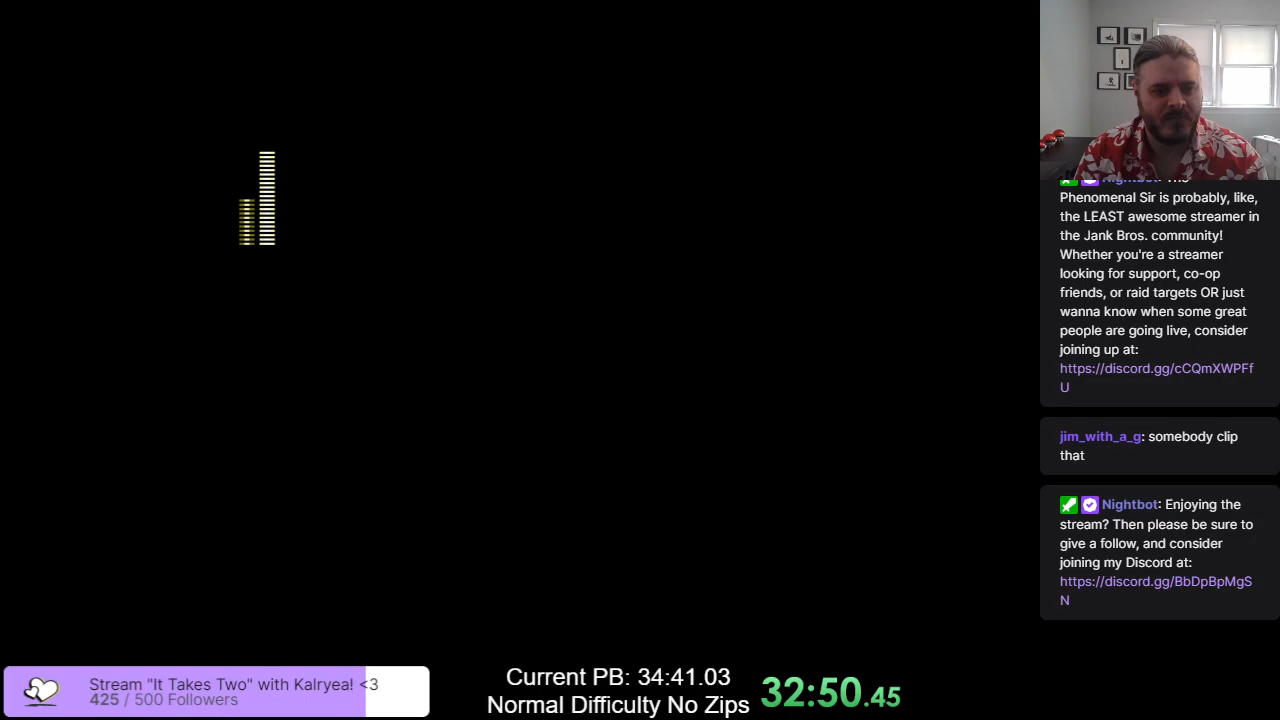 Phenomenal Sir is probably, like,
the LEAST awesome streamer in
the Jank Bros. community!
Whether you're a streamer
looking for support, co-op
friends, or raid targets OR just
wanna know when some great
people are going live, consider
joining up at:
https://discord.gg/cCQmXWPFf
U
jim_with_a_g: somebody clip
that
Nightbot: Enjoying the
stream? Then please be sure to
give a follow, and consider
joining my Discord at:
https://discord.gg/BbDpBpMgS
N
Stream "It Takes Two" with Kalryea! <3
425 / 500 Followers
Current PB: 34:41.03
Normal Difficulty No Zips
32:50.45